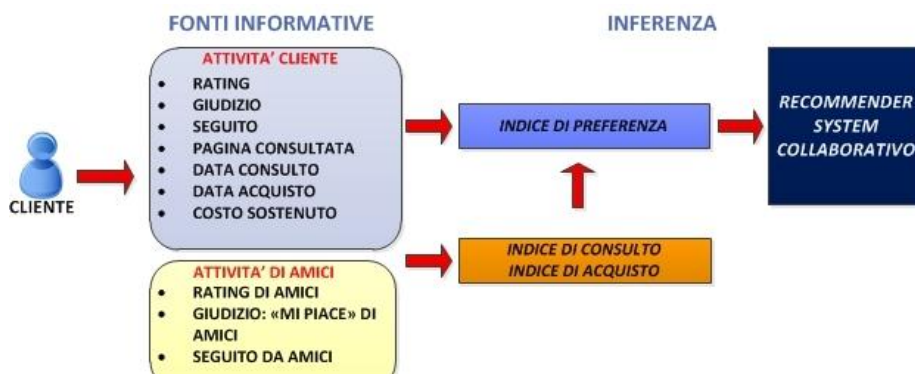 FONTI INFORMATIVE
INFERENZA
ATTIVITA' CLIENTE
• RATING
• GIUDIZIO
• SEGUITO
• PAGINA CONSULTATA
• DATA CONSULTO
• DATA ACQUISTO
• COSTO SOSTENUTO
CLIENTE
ATTIVITA' DI AMICI
• RATING DI AMICI
• GIUDIZIO: «MI PIACE» DI
AMICI
• SEGUITO DA AMICI
INDICE DI PREFERENZA
INDICE DI CONSULTO
INDICE DI ACQUISTO
RECOMMENDER
SYSTEM
COLLABORATIVO